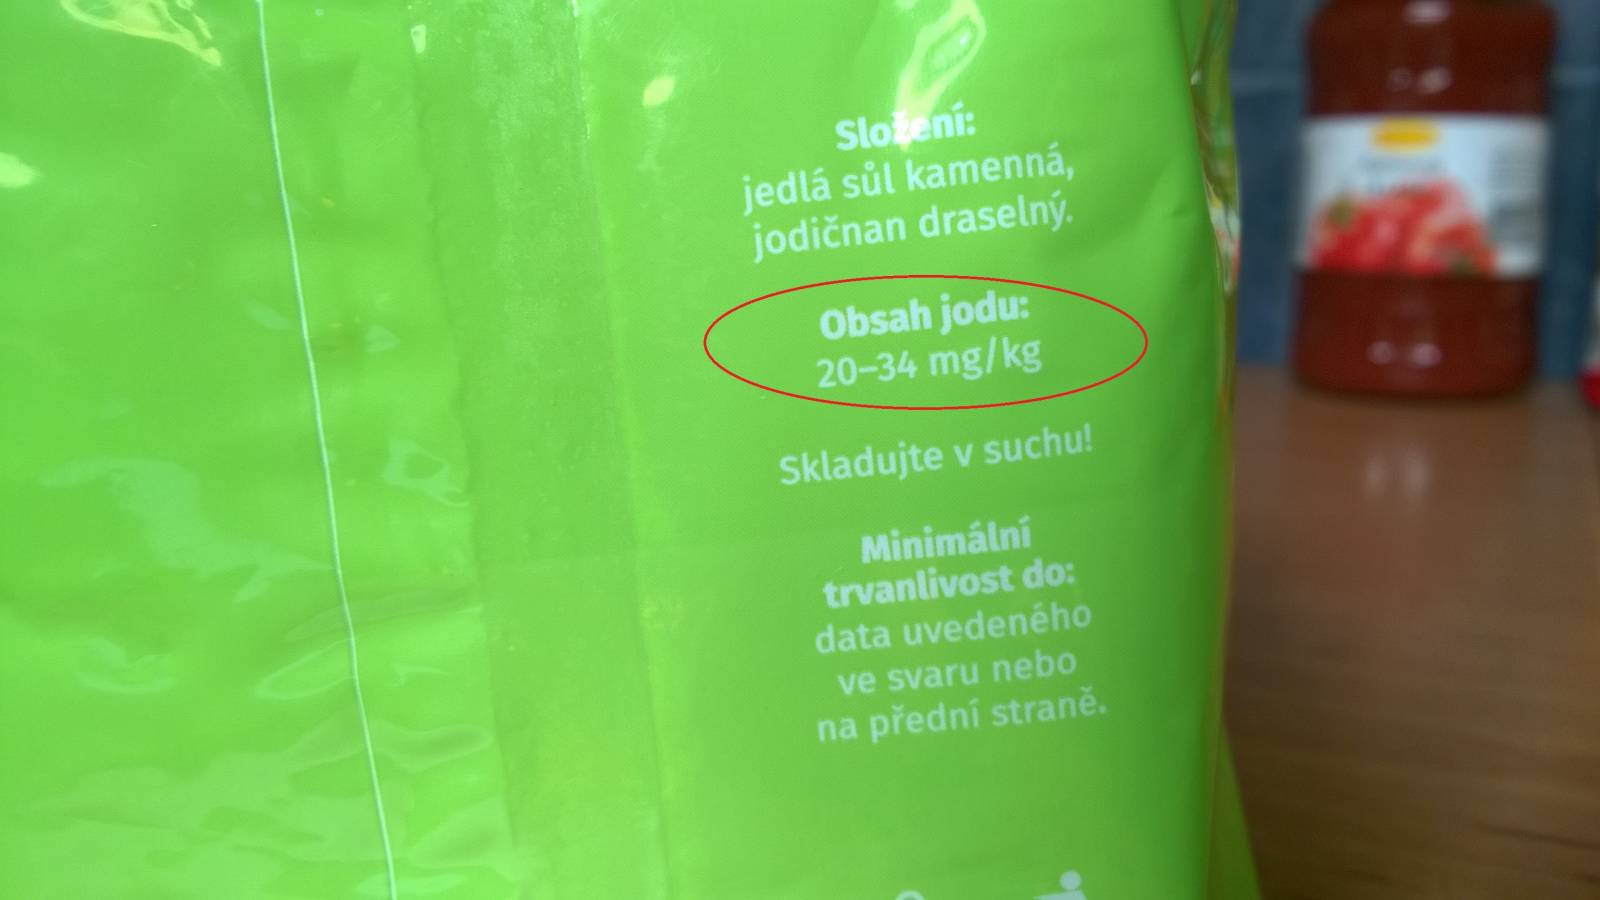 Složení:
jedlá sůl kamenná,
jodičnan draselný.
Obsah jodu:
20–34 mg/kg
Skladujte v suchu!
Minimální
trvanlivost do:
data uvedeného
ve svaru nebo
na přední straně.